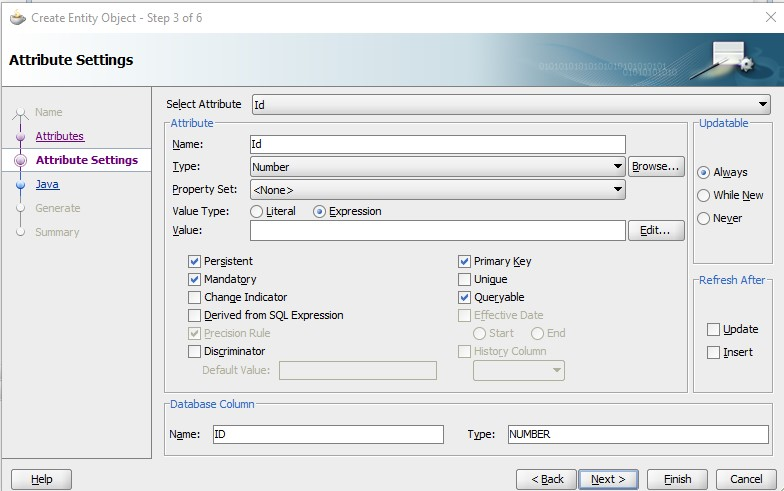 Create Entity Object - Step 3 of 6
Attribute Settings
010101010101010101010101
0101010101
Name
Attributes
Attribute Settings
Java
Generate
Summary
Select Attribute Id
Attribute
Name: Id
Type: Number Browse...
Property Set: <None>
Value Type: Literal Expression
Value: Edit...
Persistent Primary Key
Mandatory Unique
Change Indicator Queryable
Derived from SQL Expression Effective Date
Precision Rule Start End
Discriminator History Column
Default Value:
Updatable
Always
While New
Never
Refresh After
Update
Insert
Database Column
Name: ID Type: NUMBER
Help < Back Next > Finish Cancel